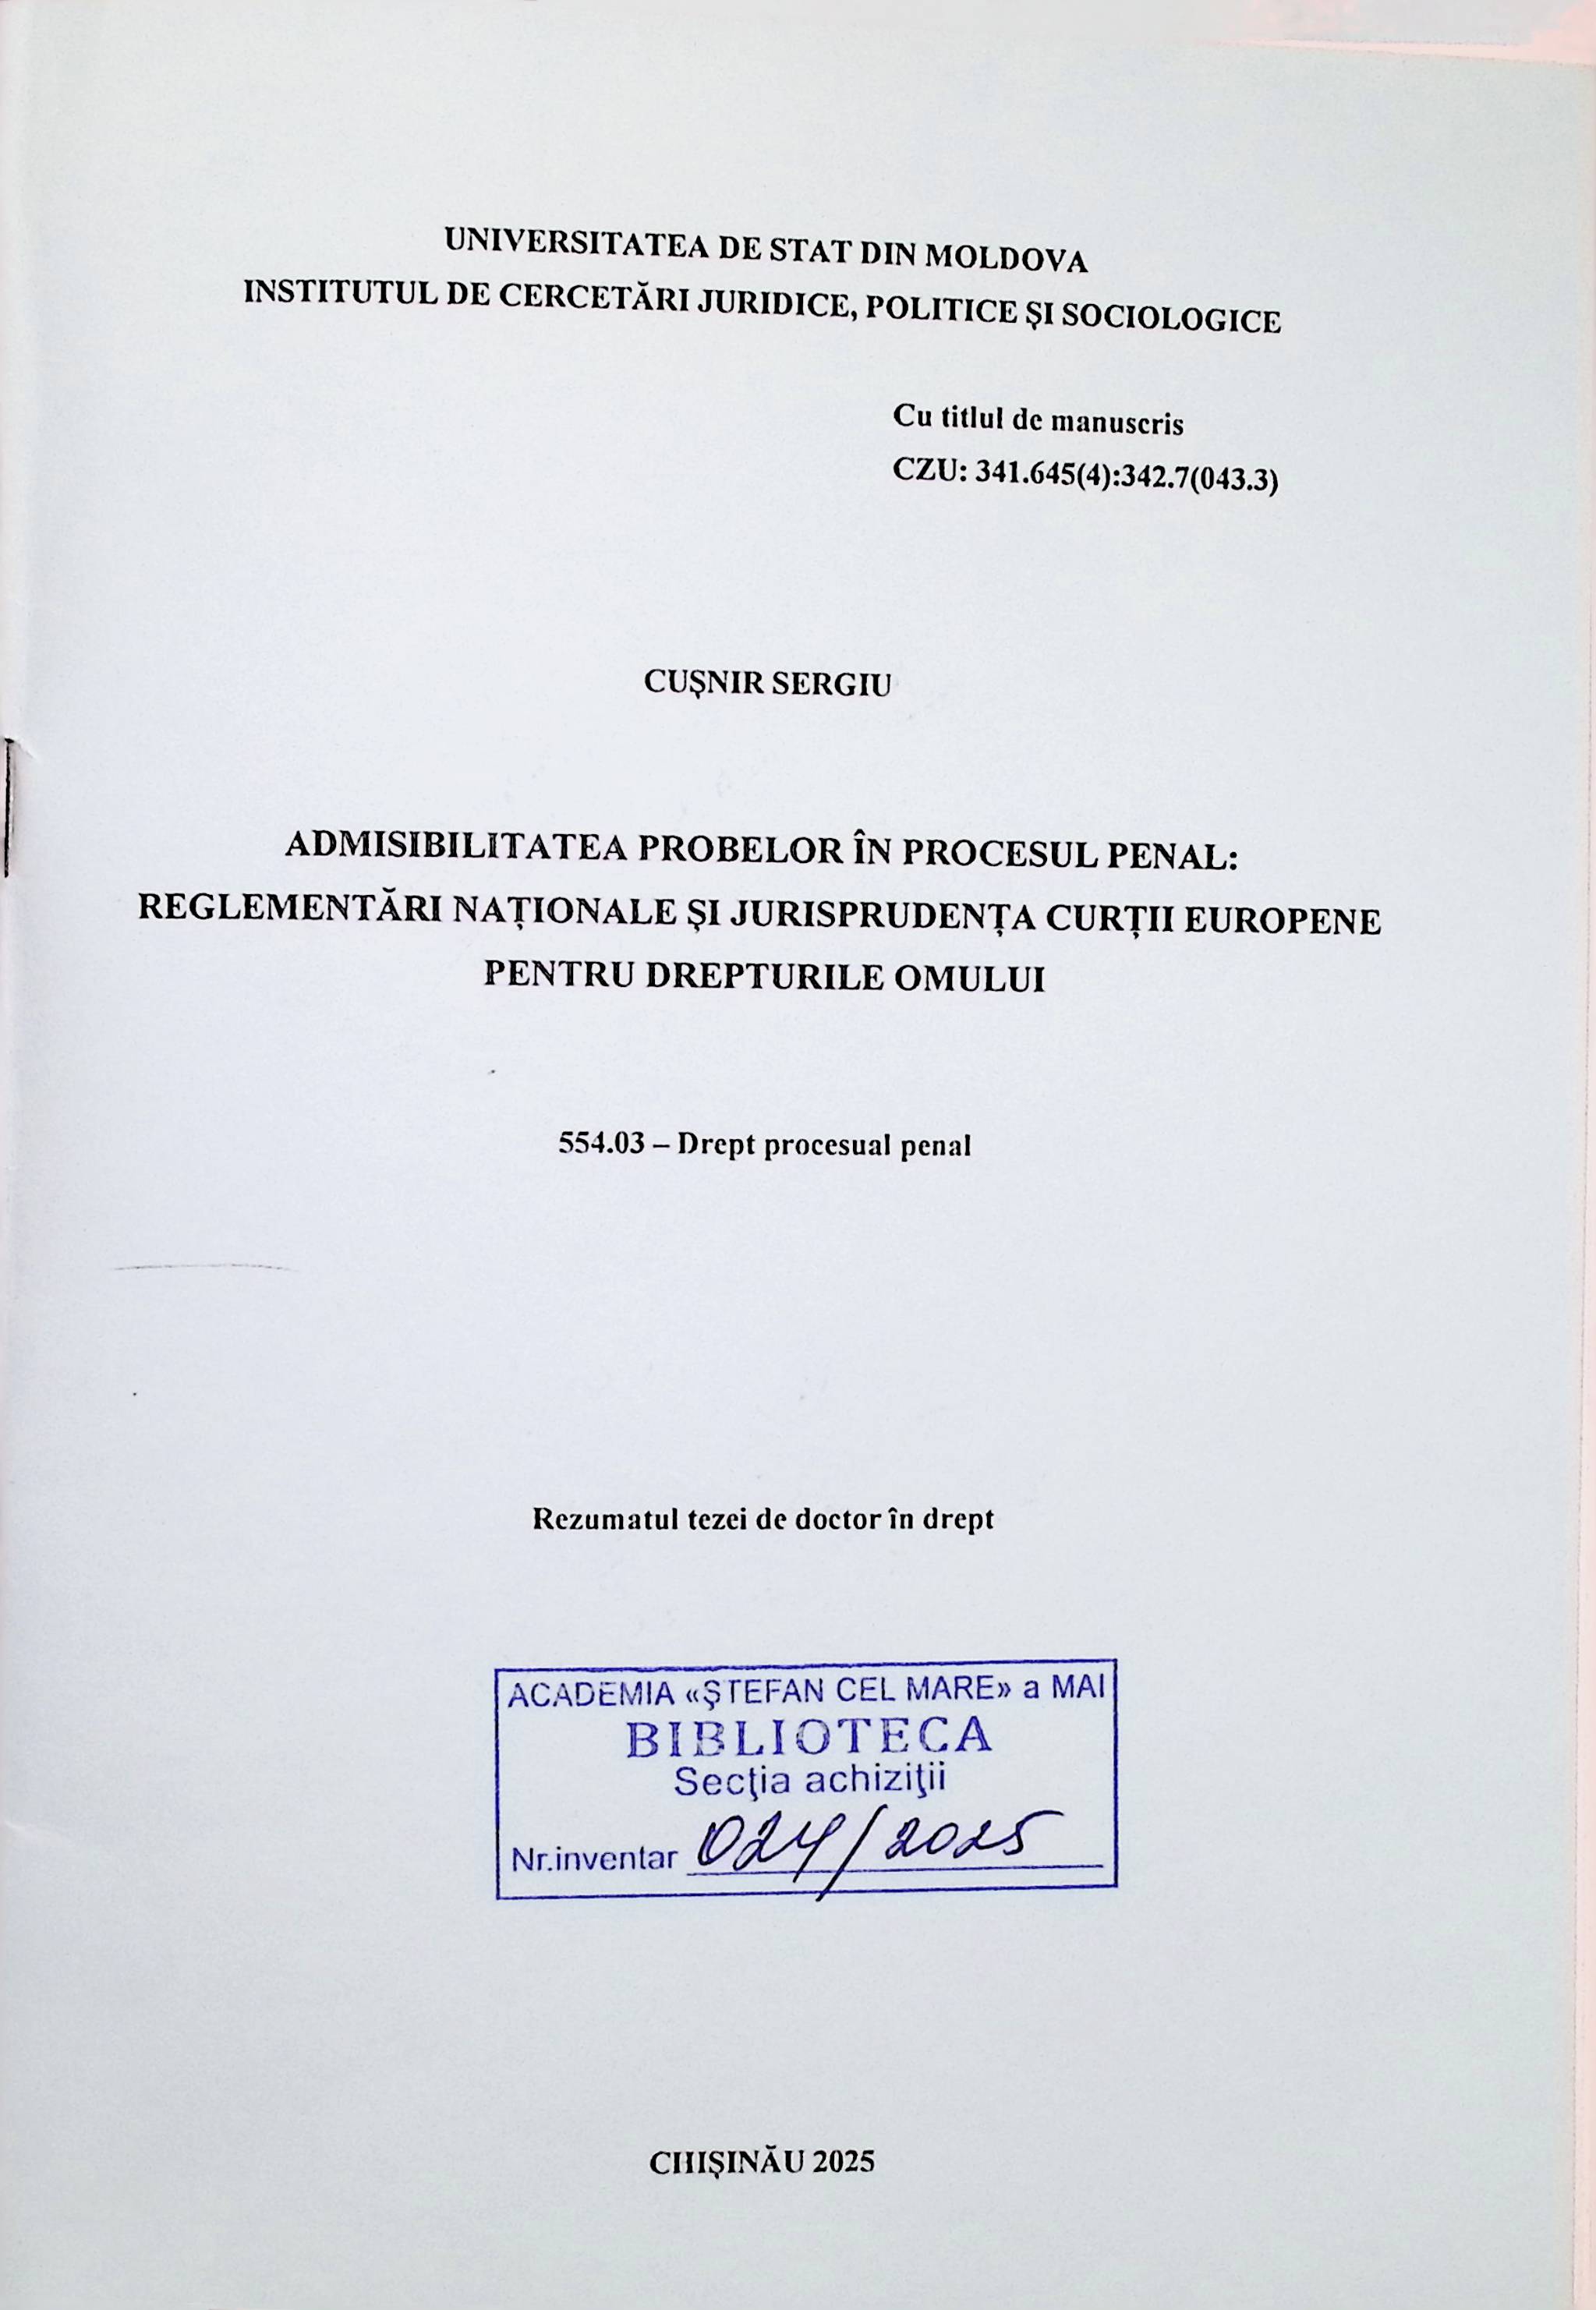 UNIVERSITATEA DE STAT DIN MOLDOVA
INSTITUTUL DE CERCETĂRI JURIDICE, POLITICE ŞI SOCIOLOGICE
Cu titlul de manuscris
CZU: 341.645(4):342.7(043.3)
CUŞNIR SERGIU
ADMISIBILITATEA PROBELOR ÎN PROCESUL PENAL:
REGLEMENTĂRI NAȚIONALE ŞI JURISPRUDENȚA CURȚII EUROPENE
PENTRU DREPTURILE OMULUI
554.03 – Drept procesual penal
Rezumatul tezei de doctor în drept
ACADEMIA «ŞTEFAN CEL MARE» a MAI
BIBLIOTECA
Secţia achiziţii
Nr.inventar 024/2025
CHIŞINĂU 2025